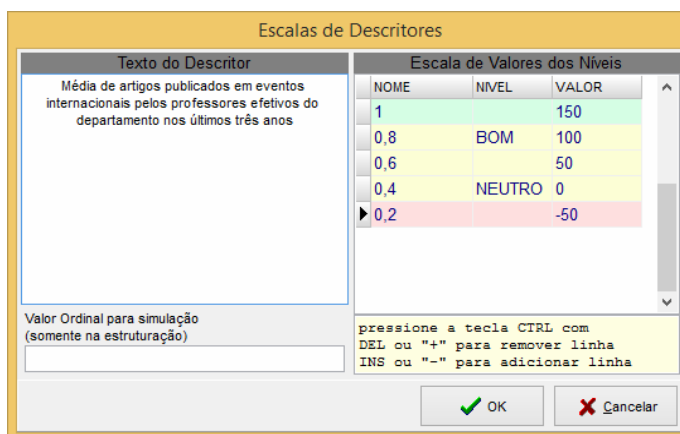 Escalas de Descritores
Texto do Descritor
Média de artigos publicados em eventos
internacionais pelos professores efetivos do
departamento nos últimos três anos
Valor Ordinal para simulação
(somente na estruturação)
Escala de Valores dos Níveis
NOME NIVEL VALOR
1 150
0,8 BOM 100
0,6 50
0,4 NEUTRO 0
0,2 -50
pressione a tecla CTRL com
DEL ou "+" para remover linha
INS ou "-" para adicionar linha
OK Cancelar